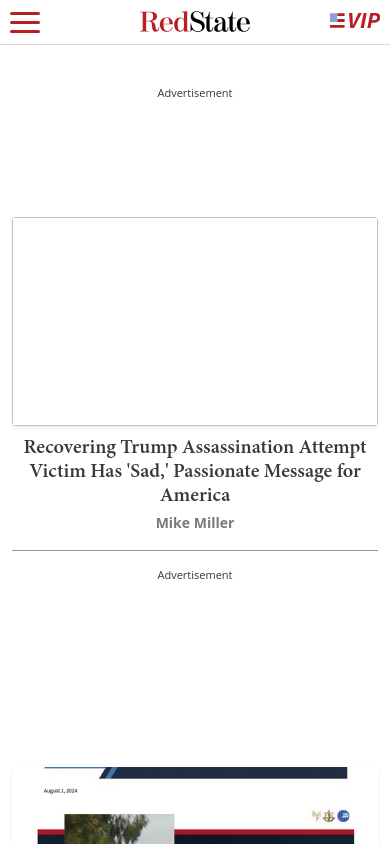 RedState
VIP
Advertisement
Recovering Trump Assassination Attempt
Victim Has 'Sad,' Passionate Message for
America
Mike Miller
Advertisement
August 1, 2024